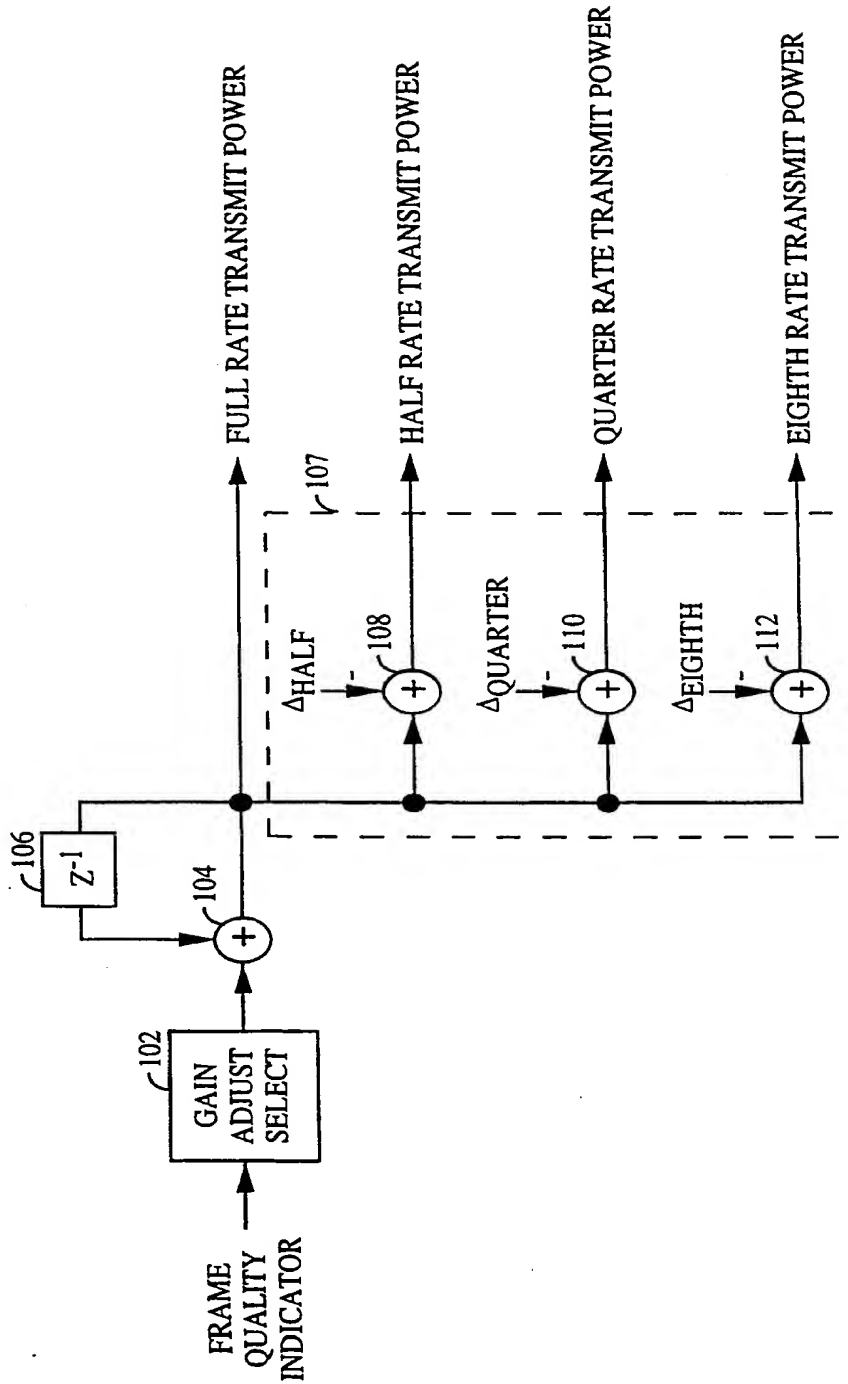 FRAME
QUALITY
INDICATOR
102
GAIN
ADJUST
SELECT
104
+
106
Z-1
FULL RATE TRANSMIT POWER
107
ΔHALF
-
108
+
HALF RATE TRANSMIT POWER
ΔQUARTER
-
110
+
QUARTER RATE TRANSMIT POWER
ΔEIGHTH
-
112
+
EIGHTH RATE TRANSMIT POWER